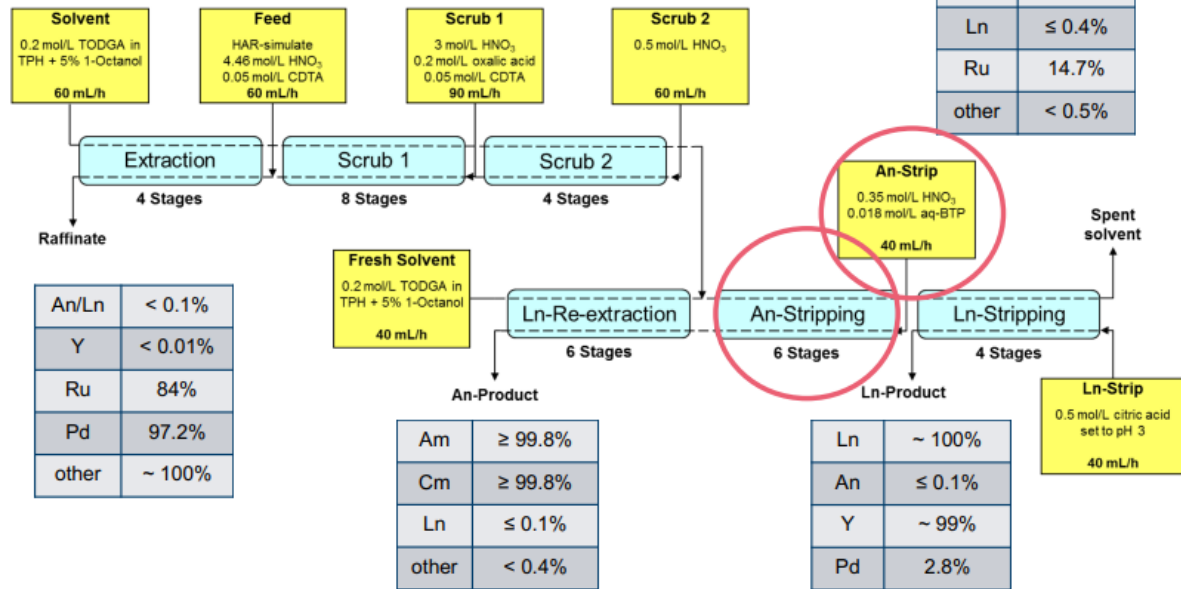 Solvent
0.2 mol/L TODGA in
TPH + 5% 1-Octanol
60 mL/h
Feed
HAR-simulate
4.46 mol/L HNO₃
0.05 mol/L CDTA
60 mL/h
Scrub 1
3 mol/L HNO₃
0.2 mol/L oxalic acid
0.05 mol/L CDTA
90 mL/h
Scrub 2
0.5 mol/L HNO₃
60 mL/h
Ln ≤ 0.4%
Ru 14.7%
other < 0.5%
Extraction
4 Stages
Scrub 1
8 Stages
Scrub 2
4 Stages
Raffinate
An-Strip
0.35 mol/L HNO₃
0.018 mol/L aq-BTP
40 mL/h
Spent
solvent
Fresh Solvent
0.2 mol/L TODGA in
TPH + 5% 1-Octanol
40 mL/h
Ln-Re-extraction
6 Stages
An-Stripping
6 Stages
Ln-Stripping
4 Stages
An-Product
Ln-Product
Ln-Strip
0.5 mol/L citric acid
set to pH 3
40 mL/h
An/Ln < 0.1%
Y < 0.01%
Ru 84%
Pd 97.2%
other ~ 100%
Am ≥ 99.8%
Cm ≥ 99.8%
Ln ≤ 0.1%
other < 0.4%
Ln ~ 100%
An ≤ 0.1%
Y ~ 99%
Pd 2.8%